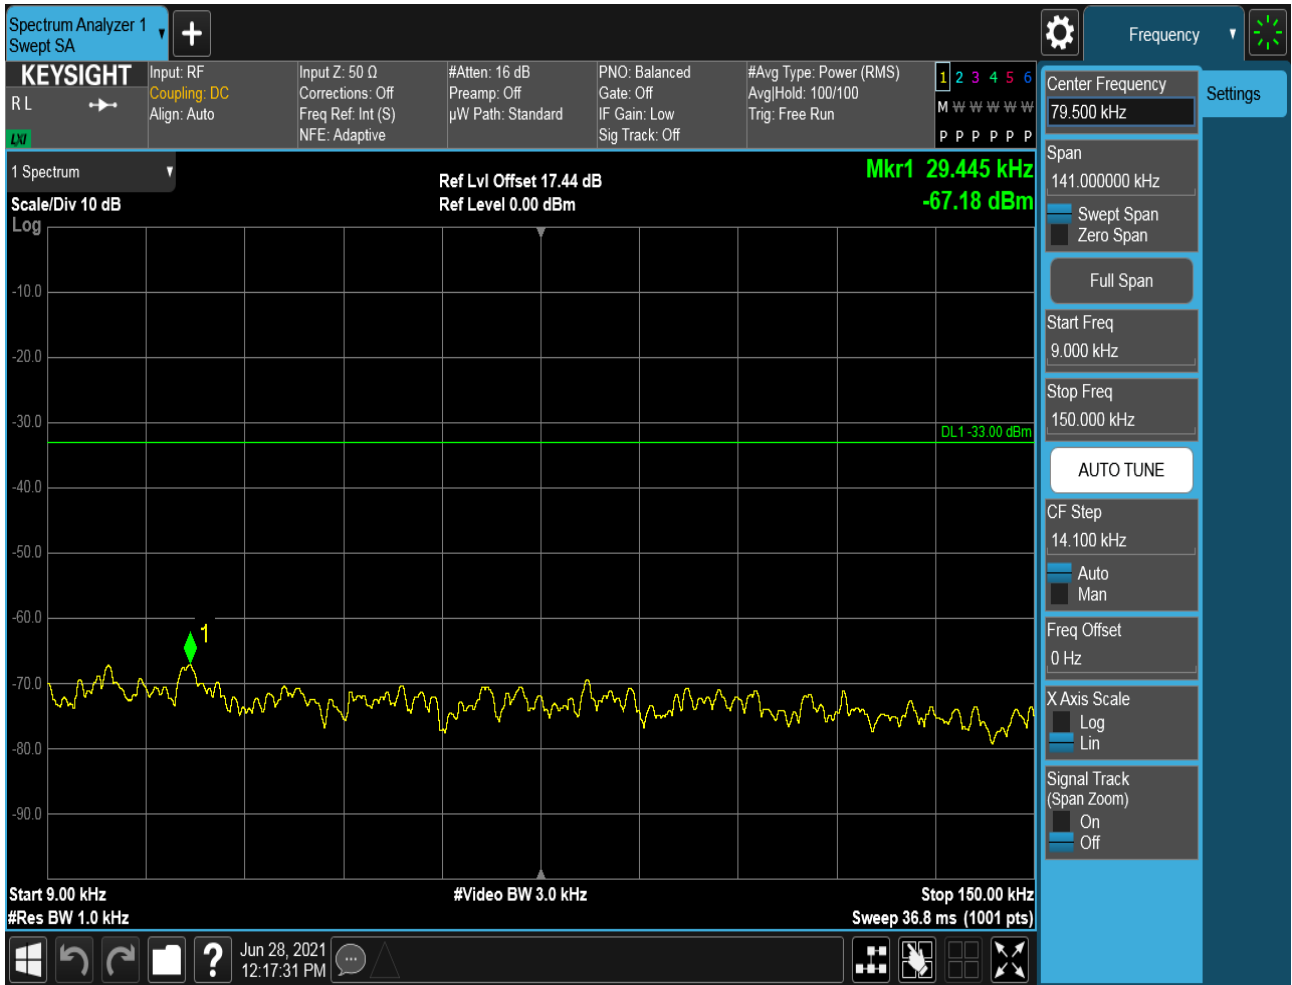 Spectrum Analyzer 1
Swept SA
Frequency
KEYSIGHT
R L
LXI
Input: RF
Coupling: DC
Align: Auto
Input Z: 50 Ω
Corrections: Off
Freq Ref: Int (S)
NFE: Adaptive
#Atten: 16 dB
Preamp: Off
µW Path: Standard
PNO: Balanced
Gate: Off
IF Gain: Low
Sig Track: Off
#Avg Type: Power (RMS)
Avg|Hold: 100/100
Trig: Free Run
1 2 3 4 5 6
M W W W W W
P P P P P P
1 Spectrum
Scale/Div 10 dB
Log
Ref Lvl Offset 17.44 dB
Ref Level 0.00 dBm
Mkr1 29.445 kHz
-67.18 dBm
-10.0
-20.0
-30.0
DL1 -33.00 dBm
-40.0
-50.0
-60.0
1
-70.0
-80.0
-90.0
Start 9.00 kHz
#Res BW 1.0 kHz
#Video BW 3.0 kHz
Stop 150.00 kHz
Sweep 36.8 ms (1001 pts)
?
Jun 28, 2021
12:17:31 PM
Center Frequency
79.500 kHz
Settings
Span
141.000000 kHz
Swept Span
Zero Span
Full Span
Start Freq
9.000 kHz
Stop Freq
150.000 kHz
AUTO TUNE
CF Step
14.100 kHz
Auto
Man
Freq Offset
0 Hz
X Axis Scale
Log
Lin
Signal Track
(Span Zoom)
On
Off